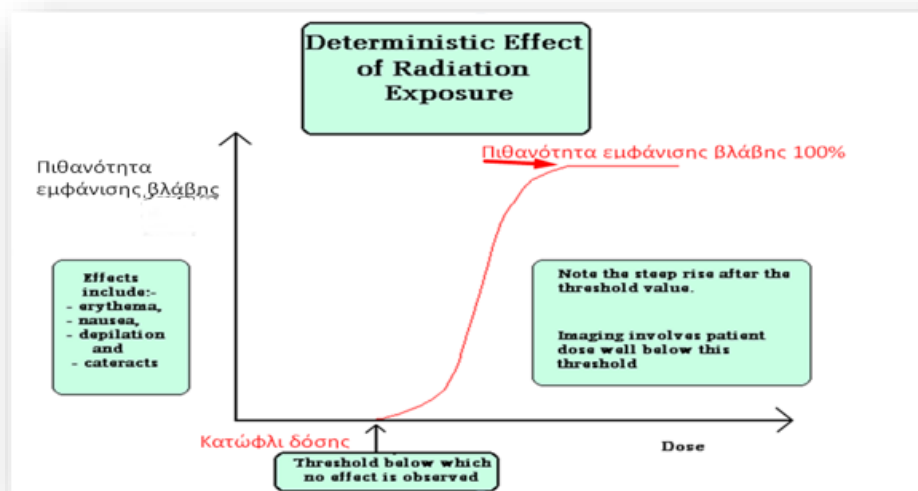 Deterministic Effect
of Radiation
Exposure
Πιθανότητα εμφάνισης βλάβης 100%
Πιθανότητα
εμφάνισης βλάβης
Effects
include:-
- erythema,
- nausea,
- depilation
and
- cateracts
Note the steep rise after the
threshold value.
Imaging involves patient
dose well below this
threshold
Κατώφλι δόσης
Dose
Threshold below which
no effect is observed